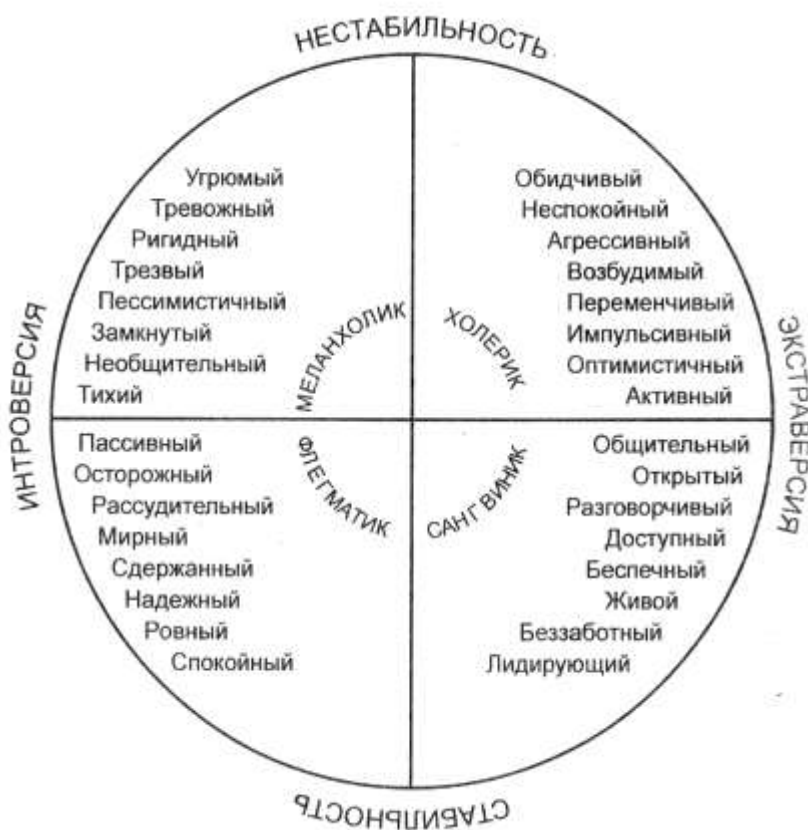 НЕСТАБИЛЬНОСТЬ
Угрюмый
Тревожный
Ригидный
Трезвый
Пессимистичный
Замкнутый
Необщительный
Тихий
МЕЛАНХОЛИК
Обидчивый
Неспокойный
Агрессивный
Возбудимый
Переменчивый
Импульсивный
Оптимистичный
Активный
ХОЛЕРИК
ИНТРОВЕРСИЯ
ЭКСТРАВЕРСИЯ
Пассивный
Осторожный
Рассудительный
Мирный
Сдержанный
Надежный
Ровный
Спокойный
ФЛЕГМАТИК
Общительный
Открытый
Разговорчивый
Доступный
Беспечный
Живой
Беззаботный
Лидирующий
САНГВИНИК
СТАБИЛЬНОСТЬ